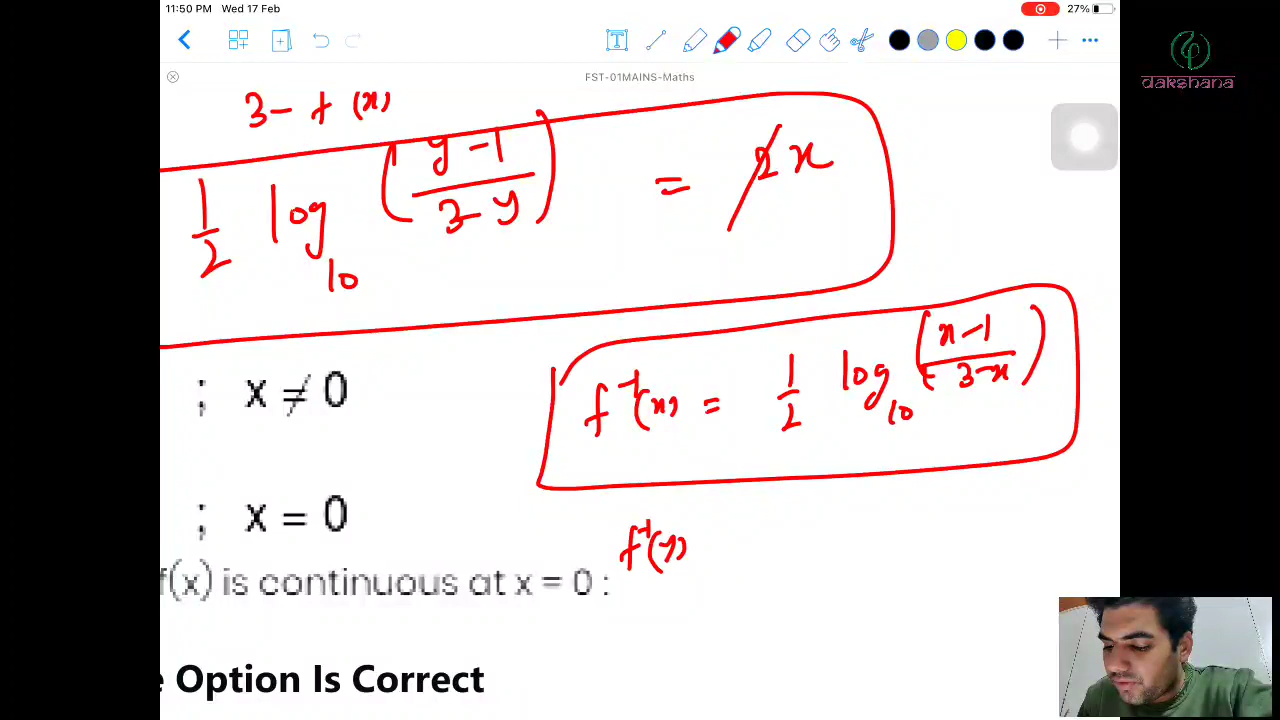 11:50 PM Wed 17 Feb
27%
FST-01MAINS-Maths
dakshana
3- f (x)
1/2 log10 ((y-1)/(3-y)) = 2x
; x ≠ 0
f⁻¹(x) = 1/2 log10 ((x-1)/(3-x))
; x = 0
f⁻¹(y)
f(x) is continuous at x = 0 :
e Option Is Correct